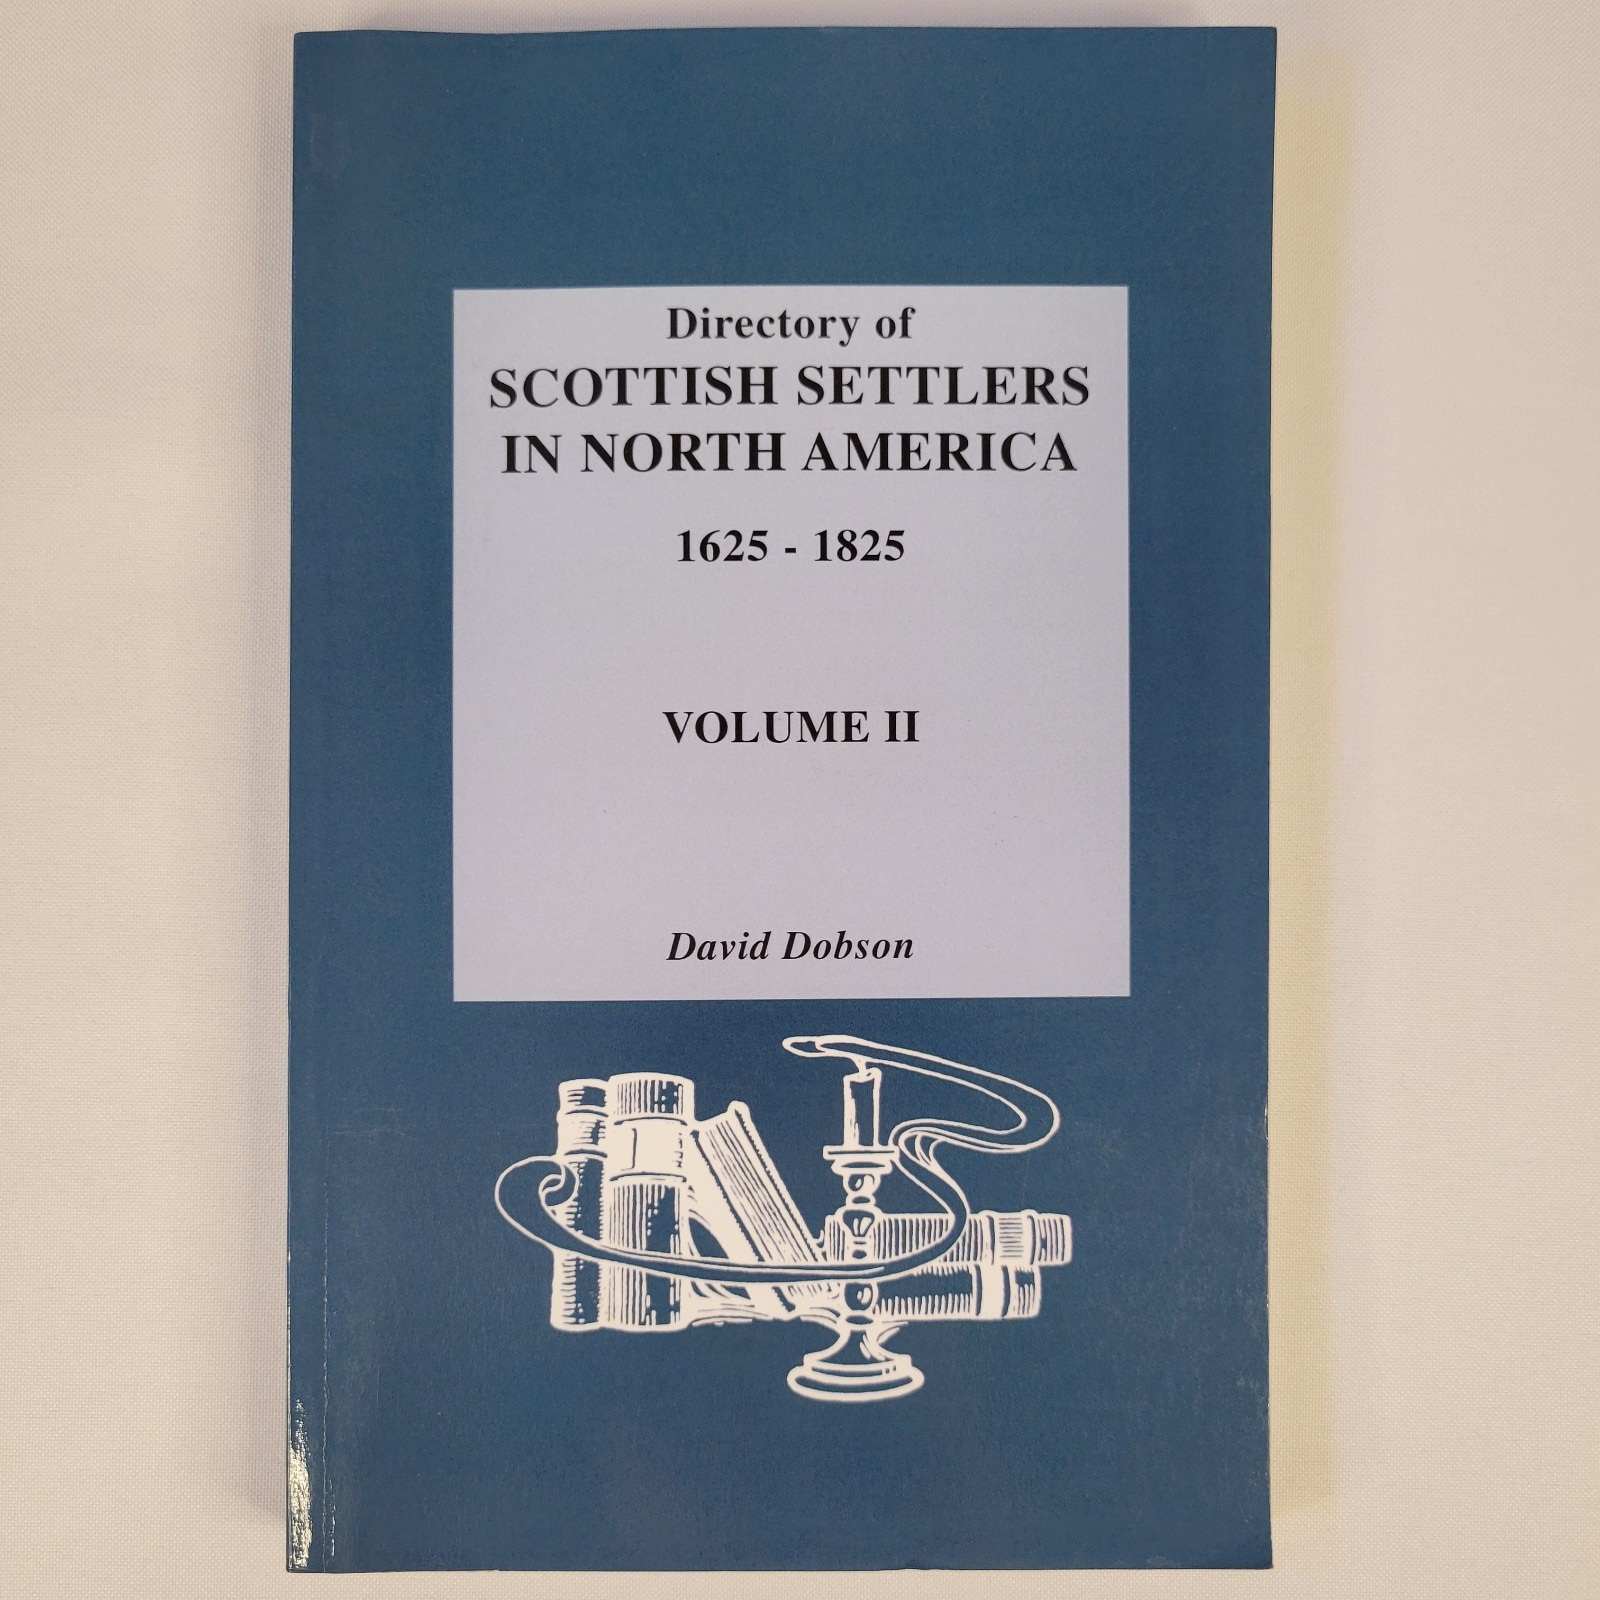 Directory of
SCOTTISH SETTLERS
IN NORTH AMERICA
1625 - 1825
VOLUME II
David Dobson